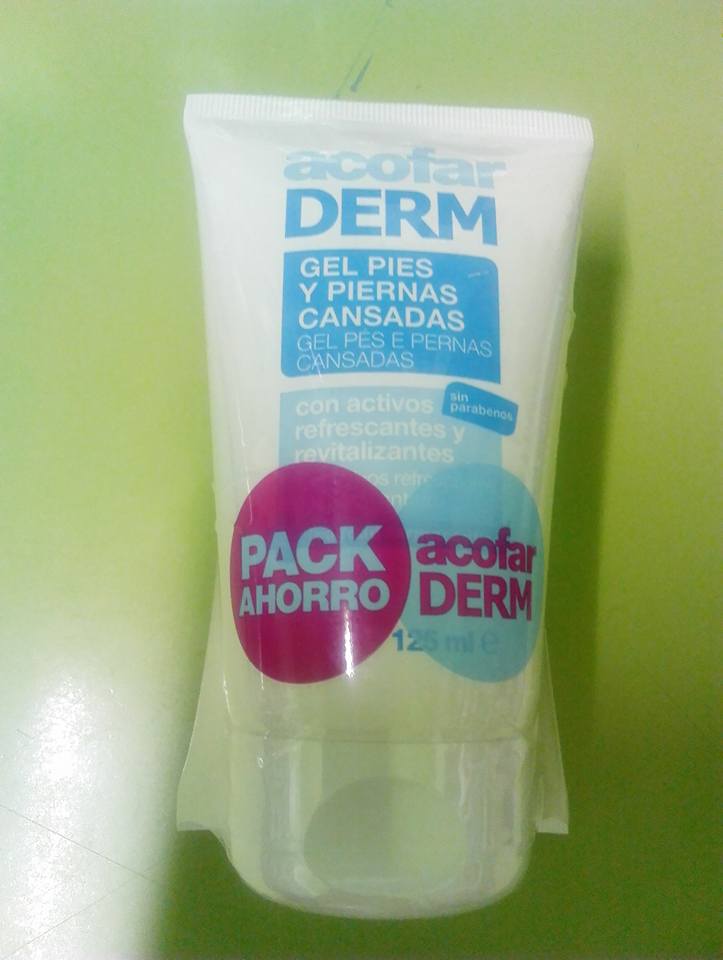 acofar
DERM
GEL PIES
Y PIERNAS
CANSADAS
GEL PÉS E PERNAS
CANSADAS
sin
parabenos
con activos
refrescantes y
revitalizantes
PACK
AHORRO
acofar
DERM
125 ml e